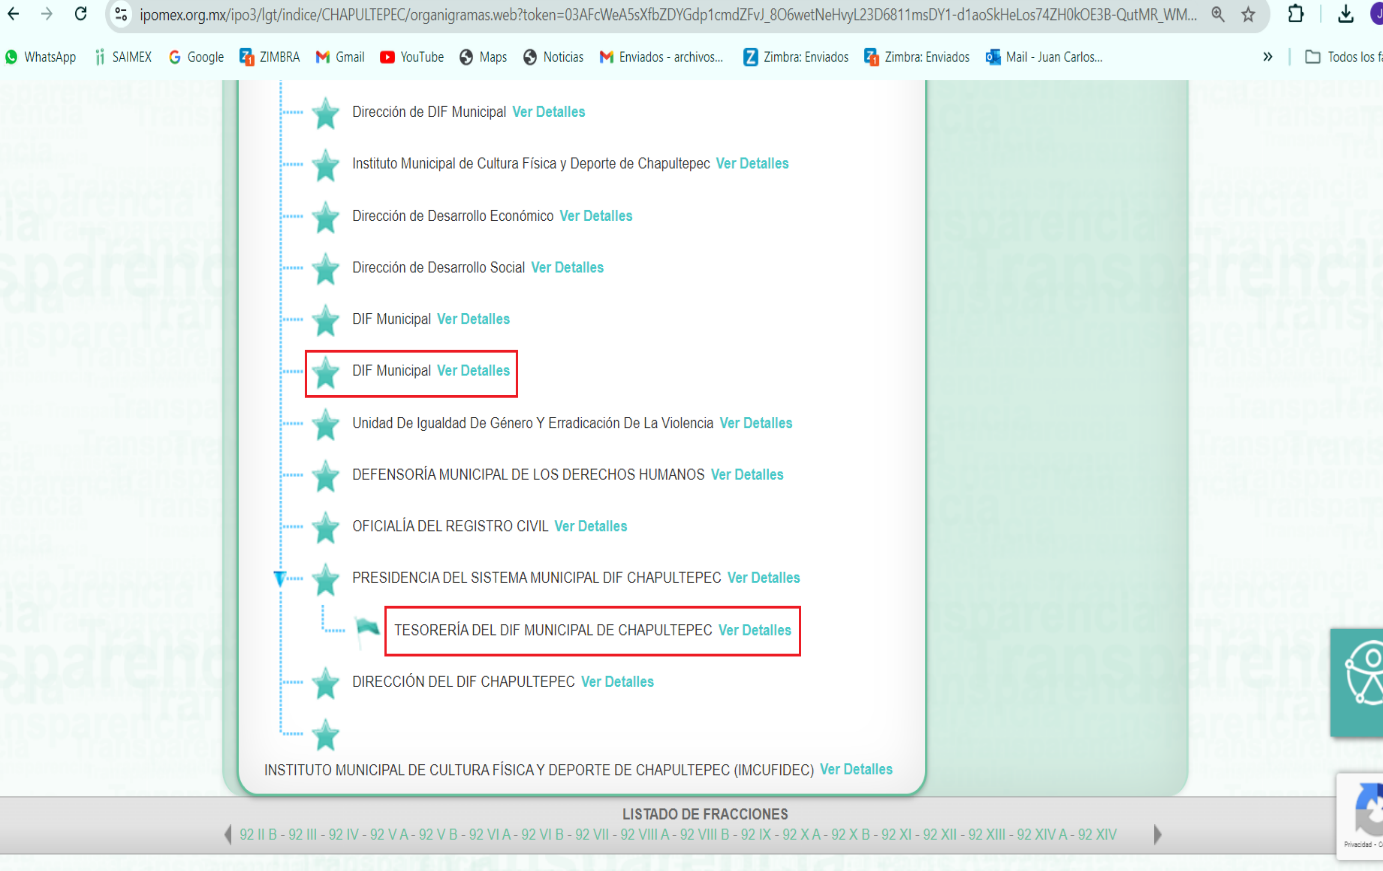 ipomex.org.mx/ipo3/lgt/indice/CHAPULTEPEC/organigramas.web?token=03AFcWeA5sXfbZDYGdp1cmdZFvJ_8O6wetNeHvyL23D6811msDY1-d1aoSkHeLos74ZH0kOE3B-QutMR_WM...
WhatsApp SAIMEX Google ZIMBRA Gmail YouTube Maps Noticias Enviados - archivos... Zimbra: Enviados Zimbra: Enviados Mail - Juan Carlos... » Todos los fa
Dirección de DIF Municipal Ver Detalles
Instituto Municipal de Cultura Física y Deporte de Chapultepec Ver Detalles
Dirección de Desarrollo Económico Ver Detalles
Dirección de Desarrollo Social Ver Detalles
DIF Municipal Ver Detalles
DIF Municipal Ver Detalles
Unidad De Igualdad De Género Y Erradicación De La Violencia Ver Detalles
DEFENSORÍA MUNICIPAL DE LOS DERECHOS HUMANOS Ver Detalles
OFICIALÍA DEL REGISTRO CIVIL Ver Detalles
PRESIDENCIA DEL SISTEMA MUNICIPAL DIF CHAPULTEPEC Ver Detalles
TESORERÍA DEL DIF MUNICIPAL DE CHAPULTEPEC Ver Detalles
DIRECCIÓN DEL DIF CHAPULTEPEC Ver Detalles
INSTITUTO MUNICIPAL DE CULTURA FÍSICA Y DEPORTE DE CHAPULTEPEC (IMCUFIDEC) Ver Detalles
LISTADO DE FRACCIONES
92 II B - 92 III - 92 IV - 92 V A - 92 V B - 92 VI A - 92 VI B - 92 VII - 92 VIII A - 92 VIII B - 92 IX - 92 X A - 92 X B - 92 XI - 92 XII - 92 XIII - 92 XIV A - 92 XIV
Privacidad - C